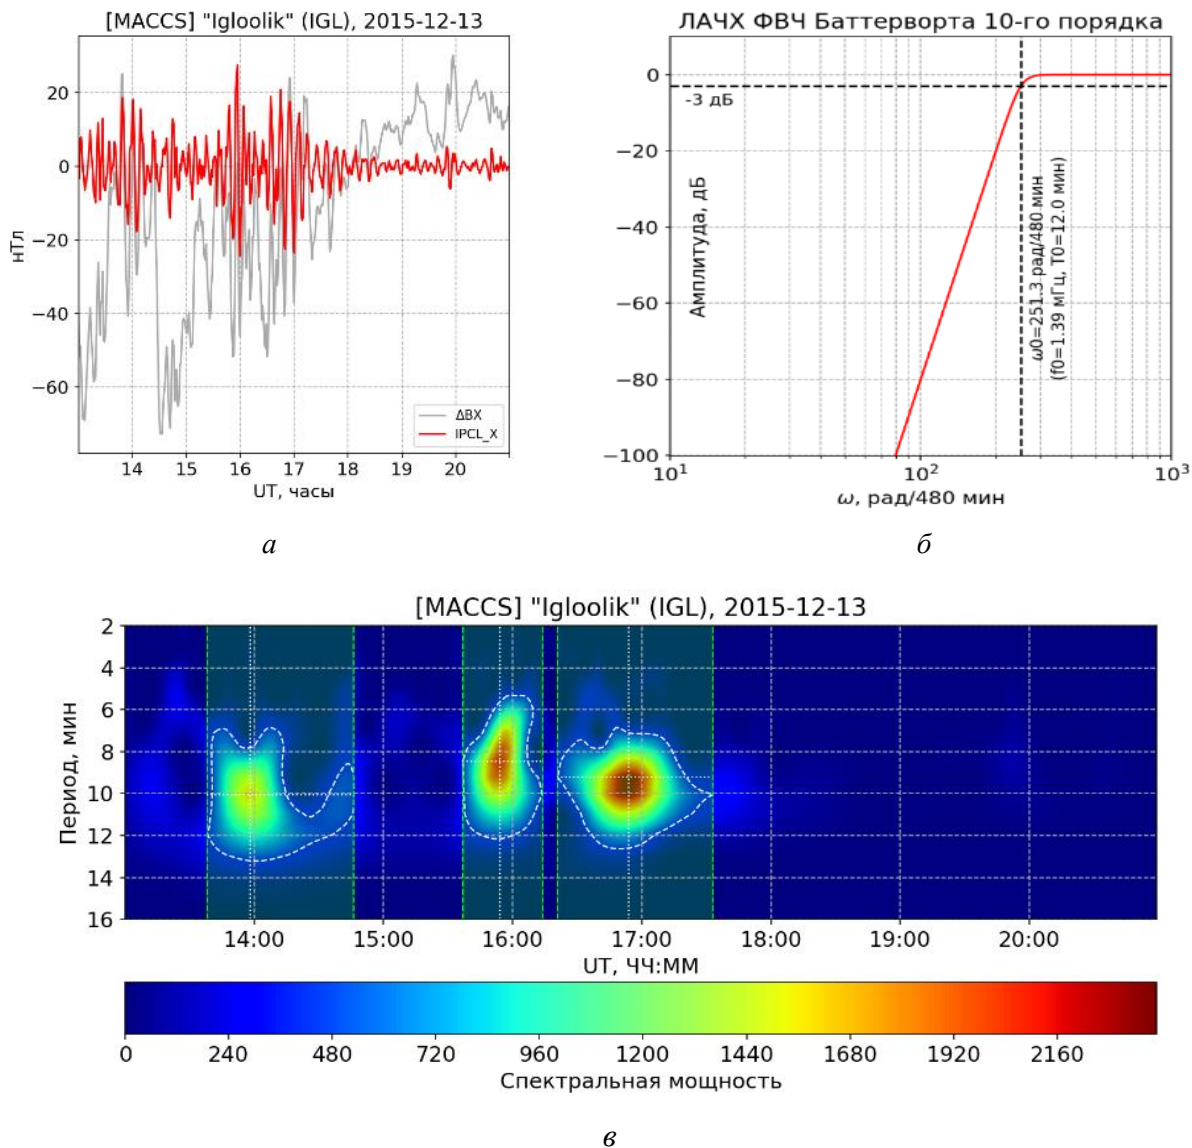 [MACCS] "Igloolik" (IGL), 2015-12-13
20
0
−20
−40
−60
нТл
ΔBX
IPCL_X
14 15 16 17 18 19 20
UT, часы
а
ЛАЧХ ФВЧ Баттерворта 10-го порядка
0
−20
−40
−60
−80
−100
-3 дБ
Амплитуда, дБ
ω0=251.3 рад/480 мин
(f0=1.39 мГц, T0=12.0 мин)
10¹ 10² 10³
ω, рад/480 мин
б
[MACCS] "Igloolik" (IGL), 2015-12-13
2
4
6
8
10
12
14
16
Период, мин
14:00 15:00 16:00 17:00 18:00 19:00 20:00
UT, ЧЧ:ММ
0 240 480 720 960 1200 1440 1680 1920 2160
Спектральная мощность
в